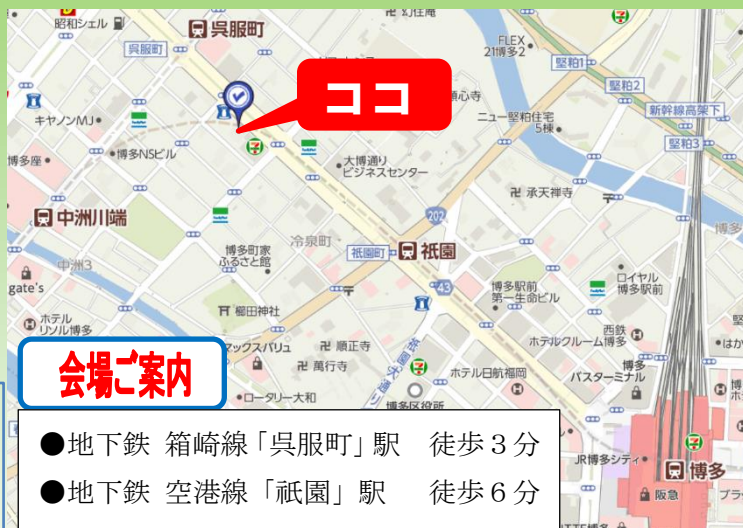 昭和シェル
呉服町
呉服町
FLEX
21博多2
堅粕1
堅粕2
新幹線高架下
堅粕3
ココ
キヤノンMJ
ニュー堅粕住宅
5棟
博多座
博多NSビル
大博通り
ビジネスセンター
承天禅寺
中洲川端
202
冷泉町
祇園町
祇園
博多町家
ふるさと館
中洲3
gate's
43
博多駅前
第一生命ビル
ロイヤル
博多駅前
櫛田神社
ホテル
リソル博多
西鉄
ホテルクルーム博多
順正寺
萬行寺
ホテル日航福岡
博多
バスターミナル
ロータリー大和
博多区役所
会場ご案内
●地下鉄 箱崎線「呉服町」駅 徒歩3分
●地下鉄 空港線「祇園」駅 徒歩6分
JR博多シティ
博多
阪急